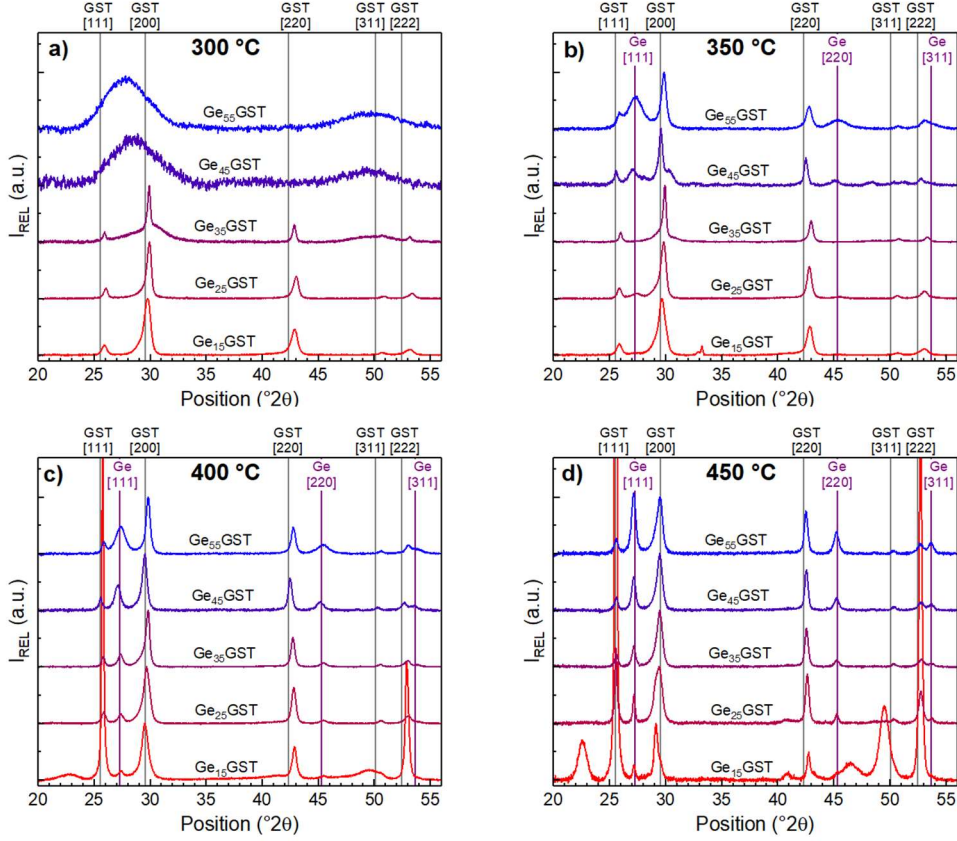 GST GST GST GST GST
[111] [200] [220] [311] [222]
a) 300 °C
Ge₅₅GST
Ge₄₅GST
Ge₃₅GST
Ge₂₅GST
Ge₁₅GST
I_REL (a.u.)
20 25 30 35 40 45 50 55
Position (°2θ)
GST GST GST GST GST
[111] [200] [220] [311] [222]
b) 350 °C
Ge Ge Ge
[111] [220] [311]
Ge₅₅GST
Ge₄₅GST
Ge₃₅GST
Ge₂₅GST
Ge₁₅GST
I_REL (a.u.)
20 25 30 35 40 45 50 55
Position (°2θ)
GST GST GST GST GST
[111] [200] [220] [311] [222]
c) 400 °C
Ge Ge Ge
[111] [220] [311]
Ge₅₅GST
Ge₄₅GST
Ge₃₅GST
Ge₂₅GST
Ge₁₅GST
I_REL (a.u.)
20 25 30 35 40 45 50 55
Position (°2θ)
GST GST GST GST GST
[111] [200] [220] [311] [222]
d) 450 °C
Ge Ge Ge
[111] [220] [311]
Ge₅₅GST
Ge₄₅GST
Ge₃₅GST
Ge₂₅GST
Ge₁₅GST
I_REL (a.u.)
20 25 30 35 40 45 50 55
Position (°2θ)